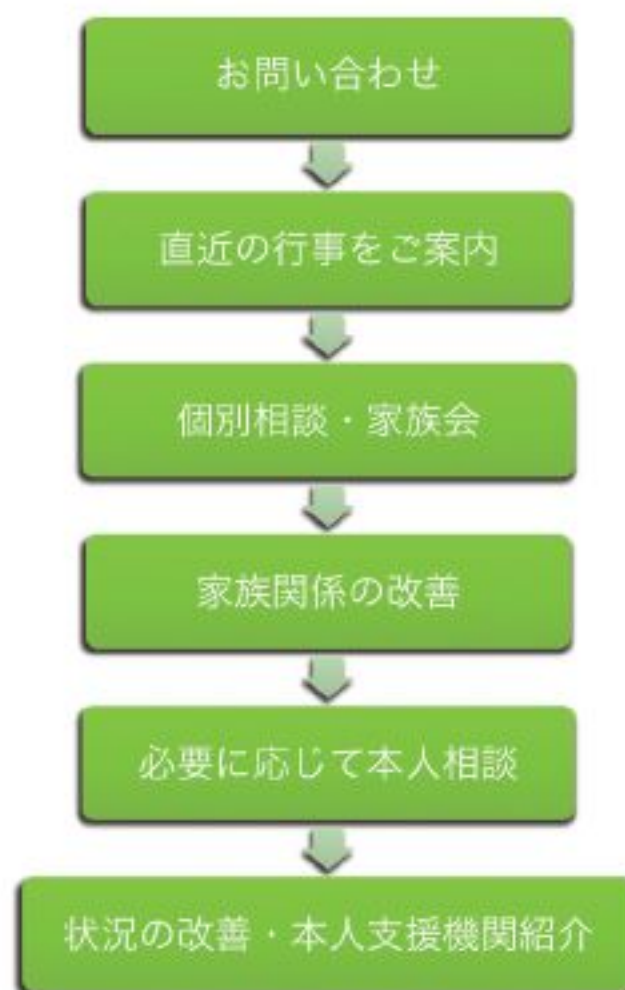 お問い合わせ
直近の行事をご案内
個別相談・家族会
家族関係の改善
必要に応じて本人相談
状況の改善・本人支援機関紹介